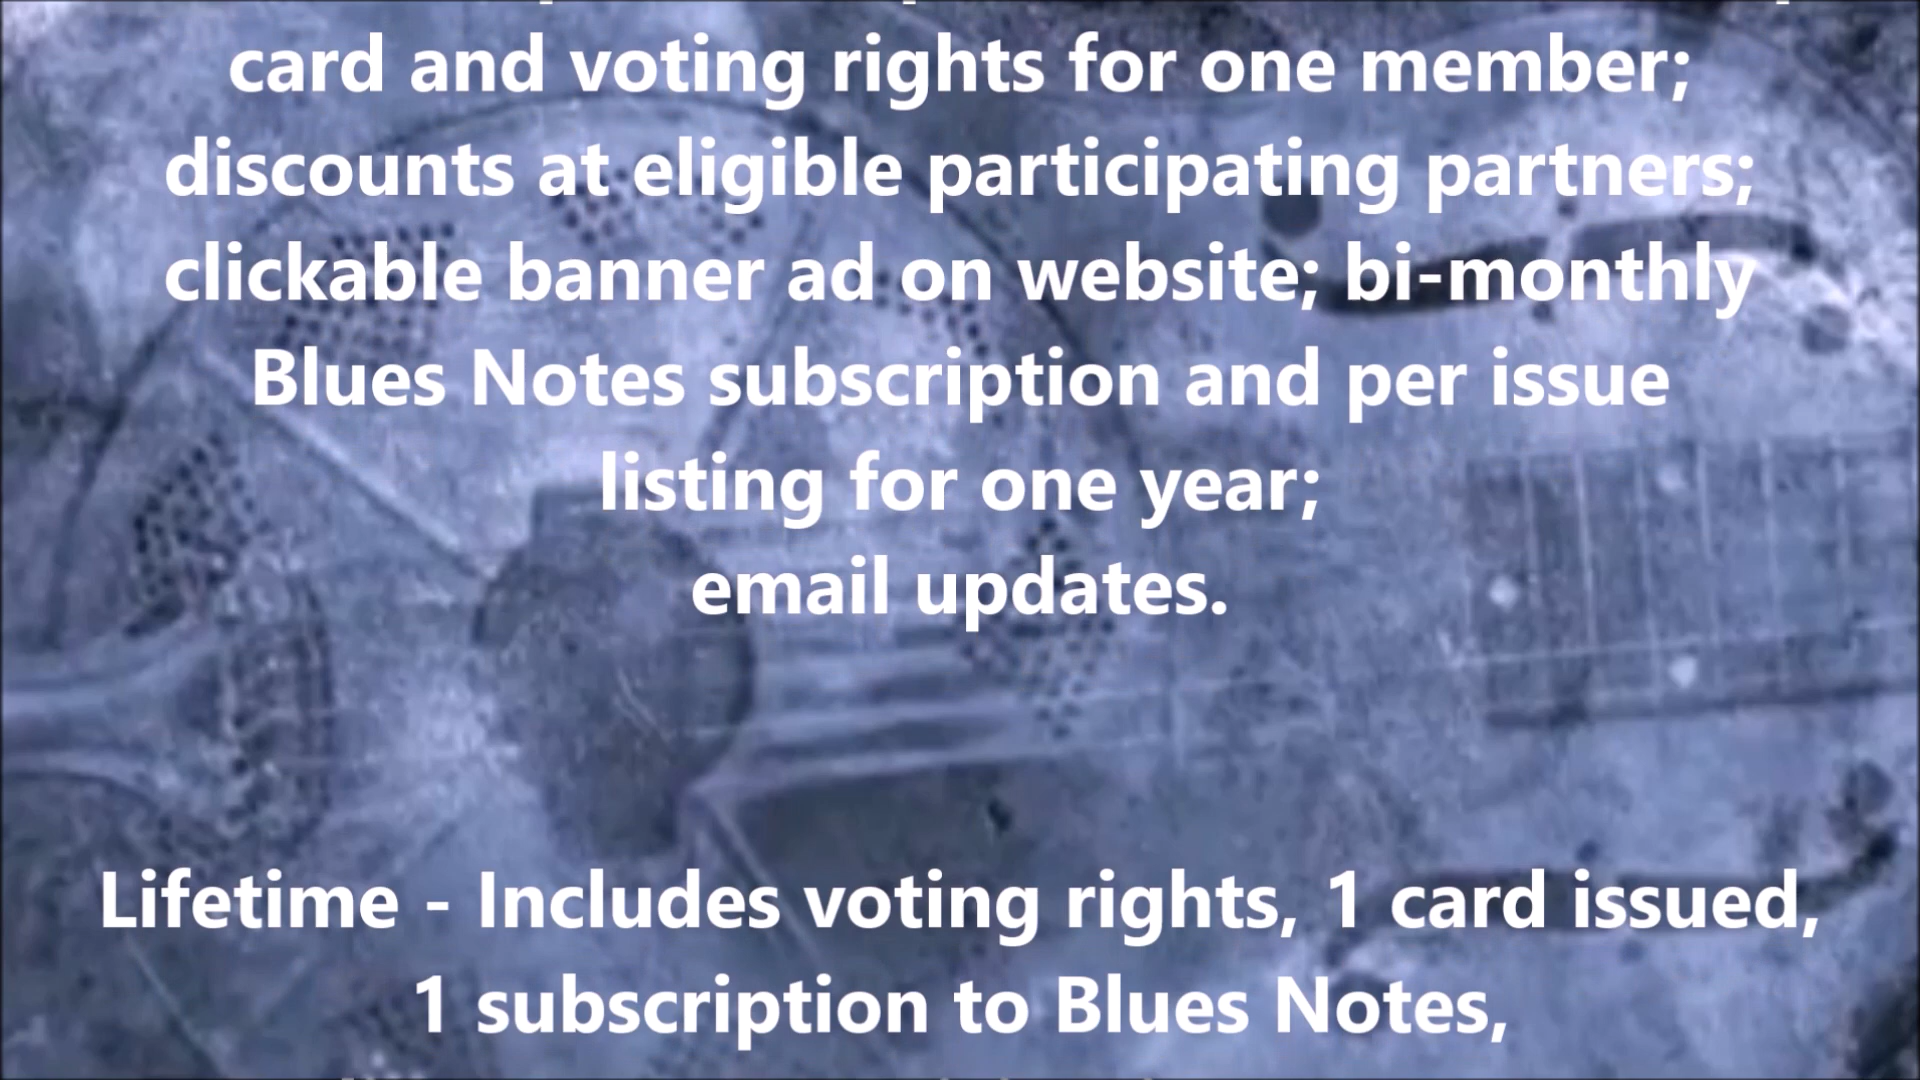 card and voting rights for one member;
discounts at eligible participating partners;
clickable banner ad on website; bi-monthly
Blues Notes subscription and per issue
listing for one year;
email updates.
Lifetime - Includes voting rights, 1 card issued,
1 subscription to Blues Notes,